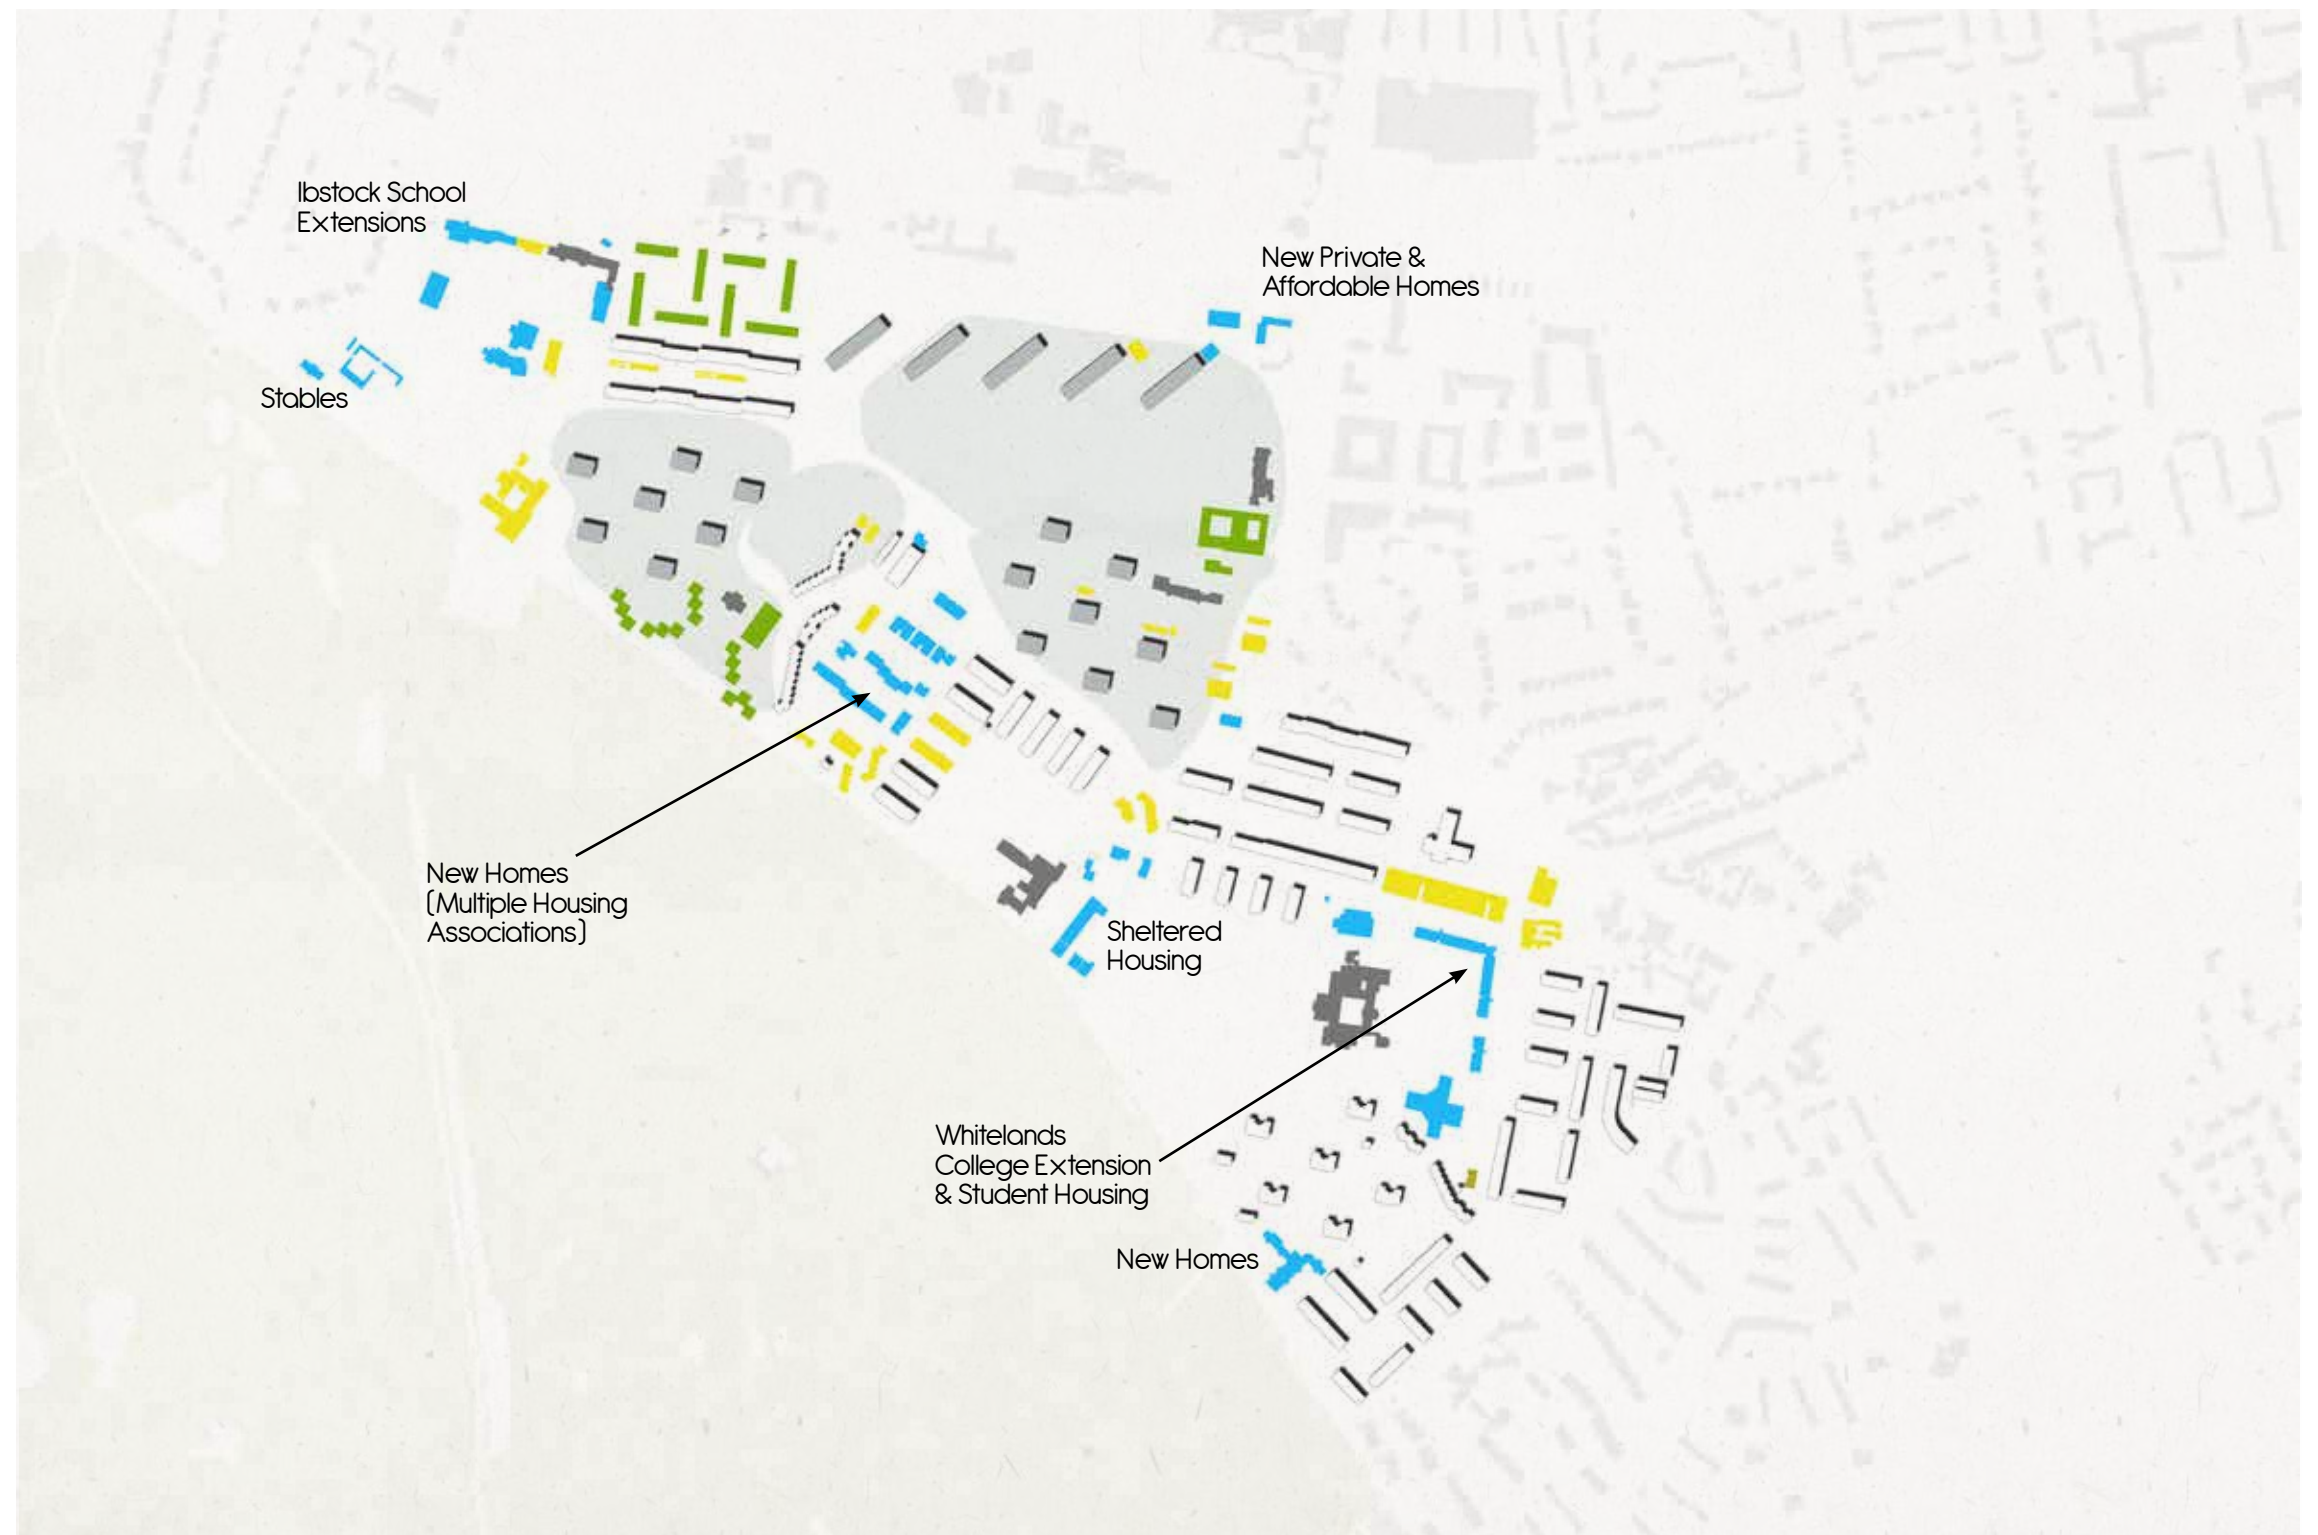 Ibstock School
Extensions
New Private &
Affordable Homes
Stables
New Homes
(Multiple Housing
Associations)
Sheltered
Housing
Whitelands
College Extension
& Student Housing
New Homes